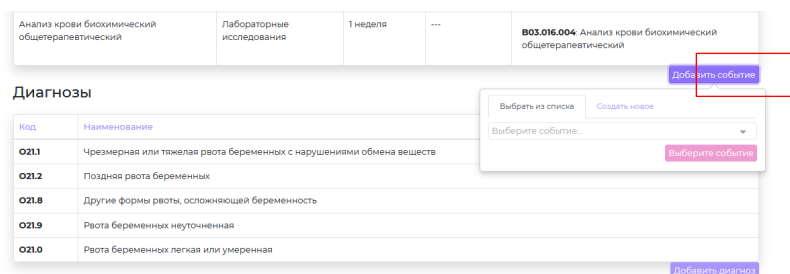 Анализ крови биохимический общетерапевтический
Лабораторные исследования
1 неделя
---
B03.016.004: Анализ крови биохимический общетерапевтический
Добавить событие
Диагнозы
Выбрать из списка
Создать новое
Выберите событие...
Выберите событие
Код
Наименование
O21.1
Чрезмерная или тяжелая рвота беременных с нарушениями обмена веществ
O21.2
Поздняя рвота беременных
O21.8
Другие формы рвоты, осложняющей беременность
O21.9
Рвота беременных неуточненная
O21.0
Рвота беременных легкая или умеренная
Добавить диагноз